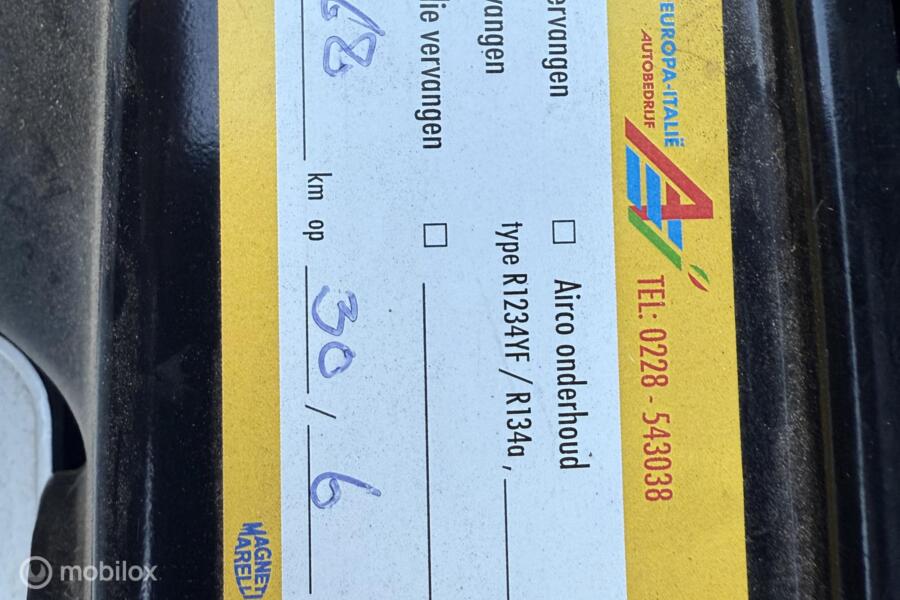 EUROPA-ITALIË
AUTOBEDRIJF
TEL: 0228 - 543038
ervangen
Airco onderhoud
vangen
type R1234YF / R134a ,
lie vervangen
68 km op 30 / 6
MAGNETI
MARELLI
mobilox